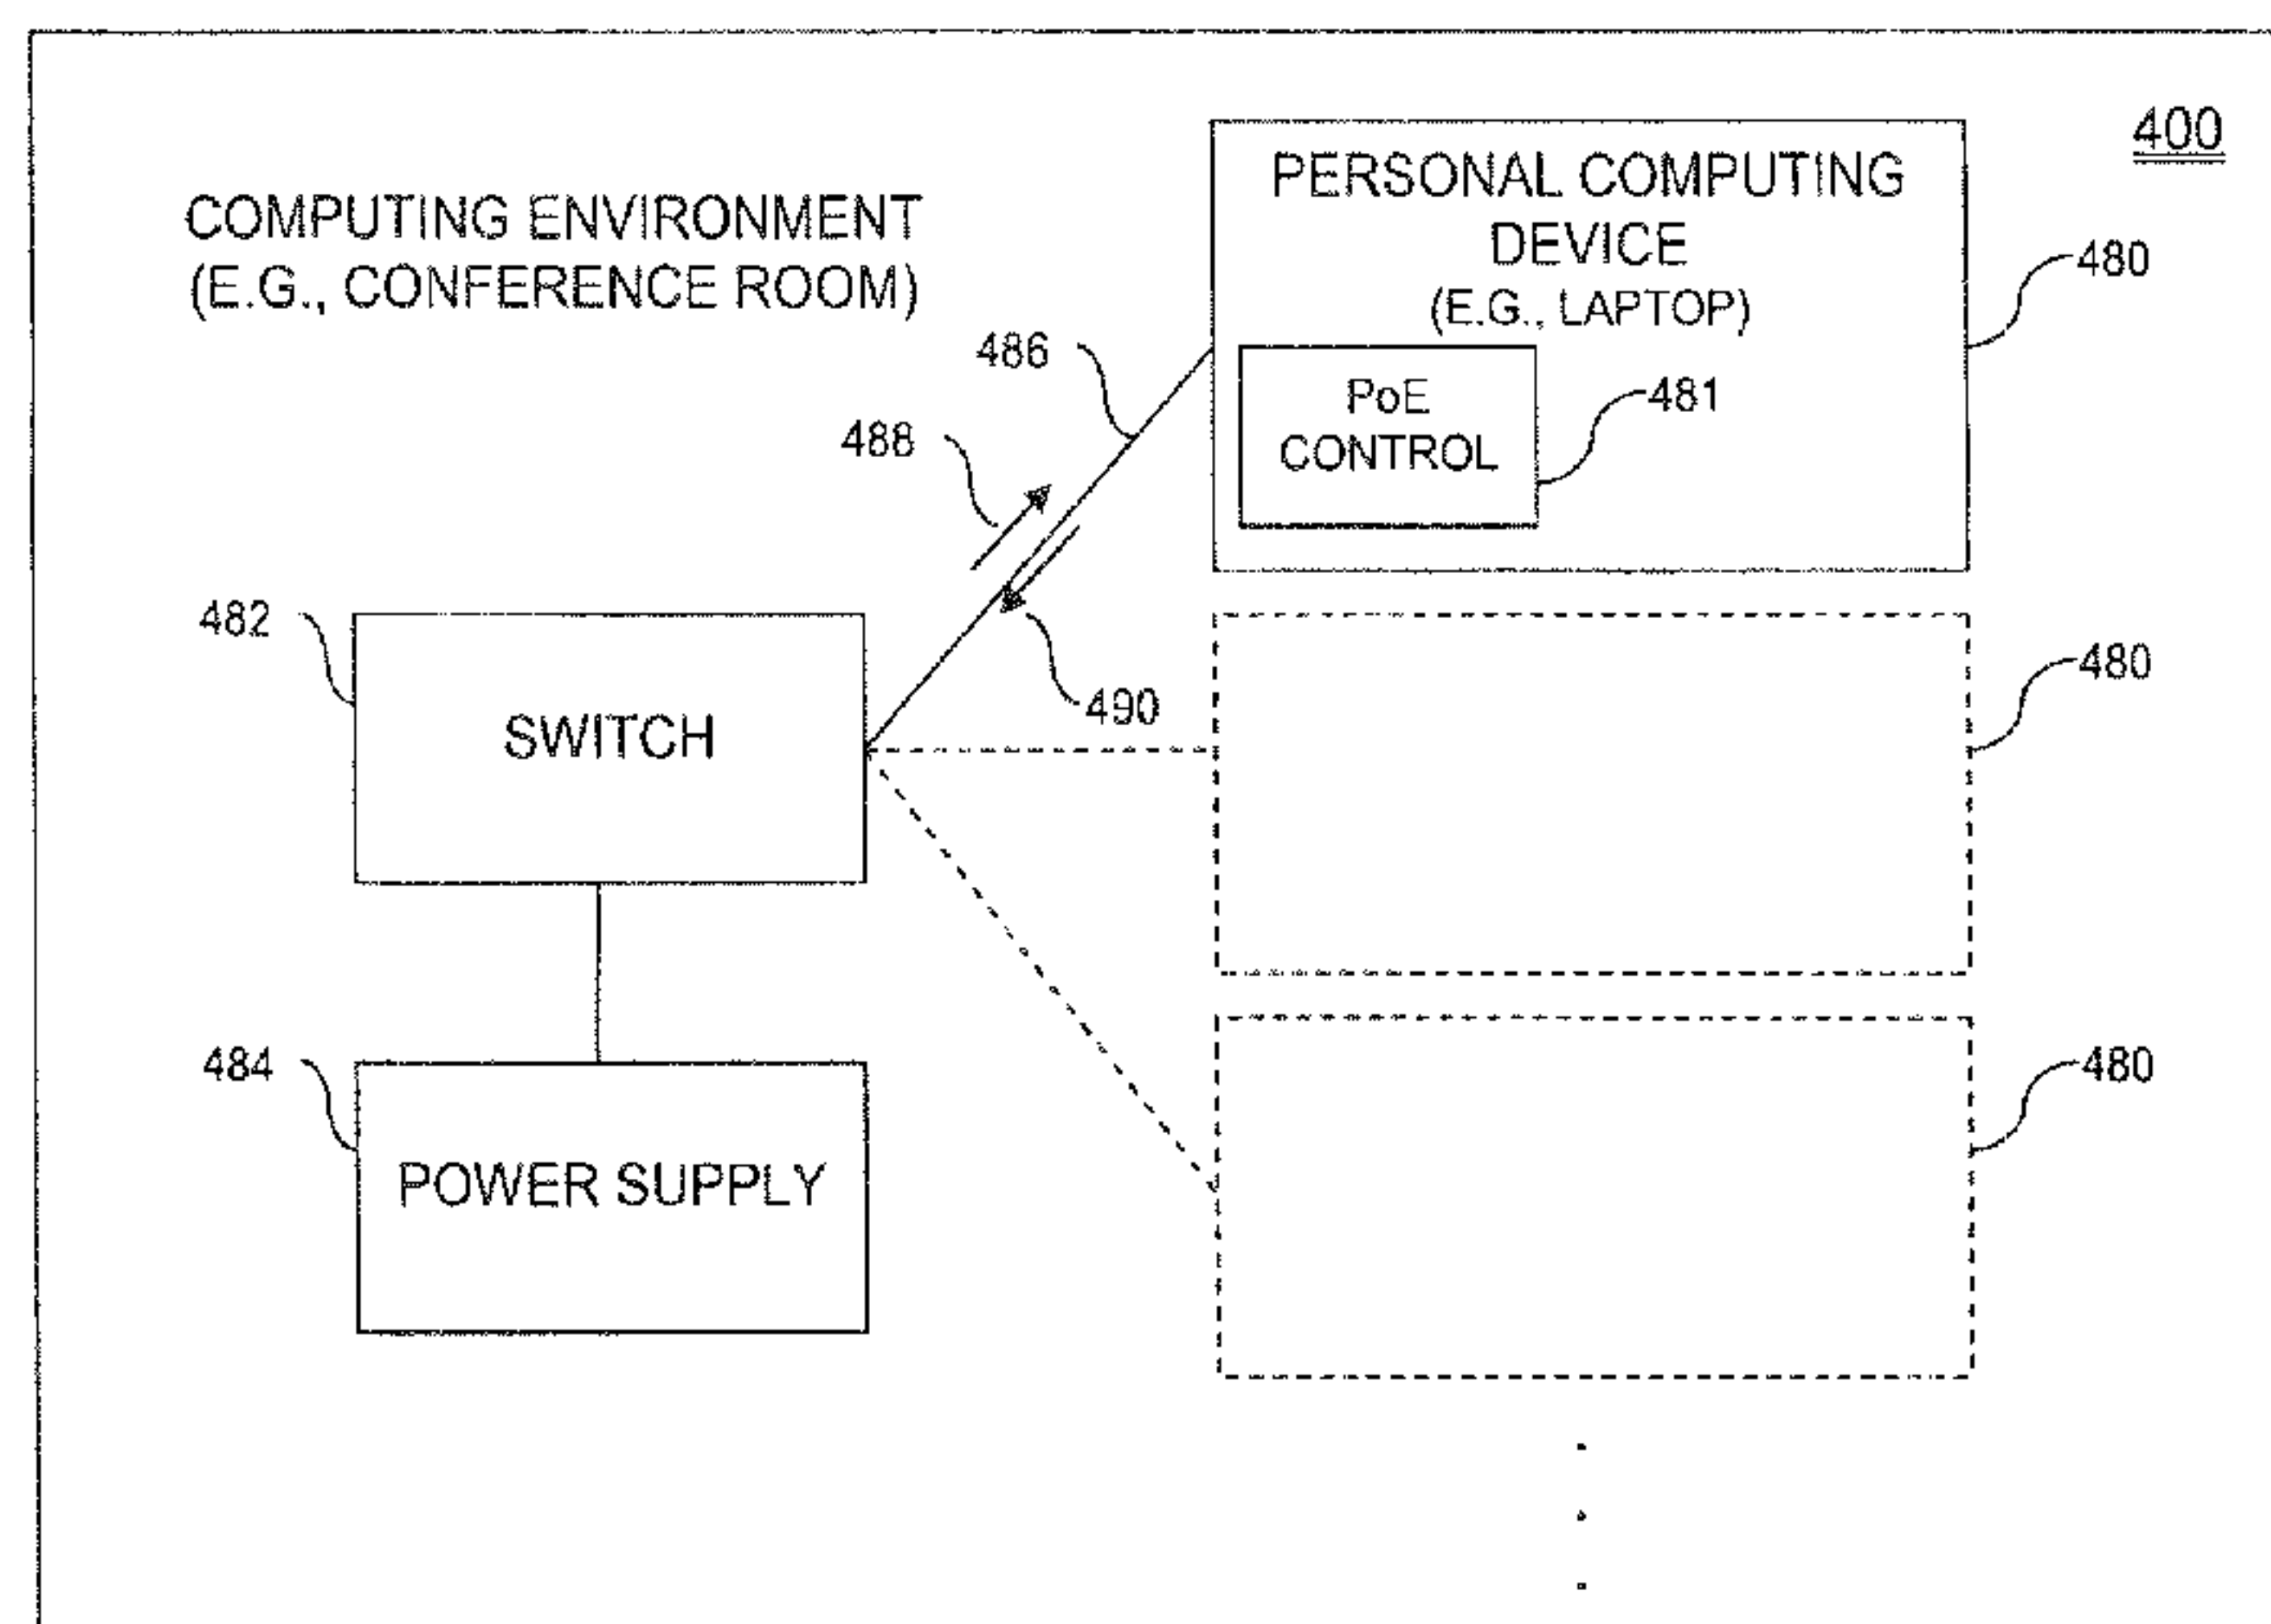 400
COMPUTING ENVIRONMENT
(E.G., CONFERENCE ROOM)
PERSONAL COMPUTING
DEVICE
(E.G., LAPTOP)
480
486
PoE
CONTROL
481
488
482
SWITCH
490
480
484
POWER SUPPLY
480